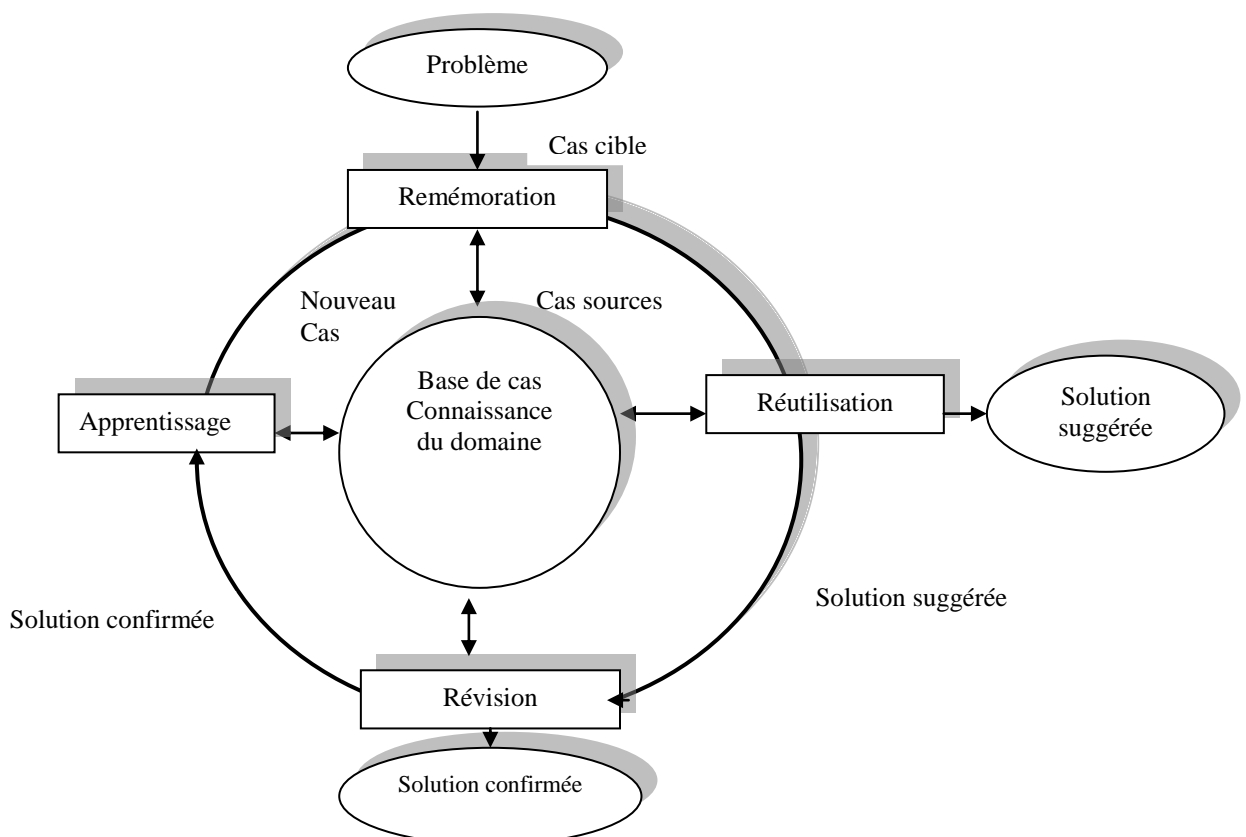 Problème
Cas cible
Remémoration
Nouveau
Cas
Cas sources
Base de cas
Connaissance
du domaine
Apprentissage
Réutilisation
Solution
suggérée
Solution confirmée
Solution suggérée
Révision
Solution confirmée